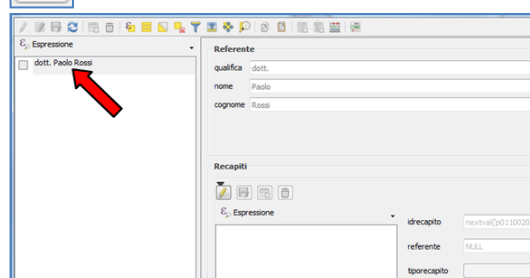 Espressione
dott. Paolo Rossi
Referente
qualifica dott.
nome Paolo
cognome Rossi
Recapiti
Espressione
idrecapito nextval('p0110020
referente NULL
tiporecapito